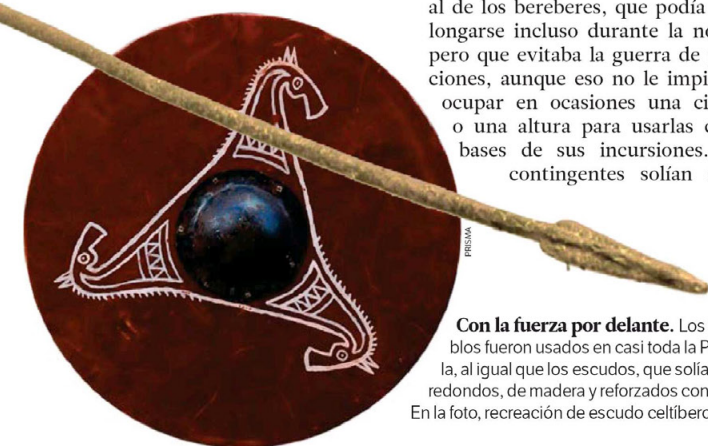 al de los bereberes, que podía
longarse incluso durante la no
pero que evitaba la guerra de
ciones, aunque eso no le impi
ocupar en ocasiones una ci
o una altura para usarlas c
bases de sus incursiones.
contingentes solían
PRISMA
Con la fuerza por delante. Los
blos fueron usados en casi toda la P
la, al igual que los escudos, que solía
redondos, de madera y reforzados con
En la foto, recreación de escudo celtíbero